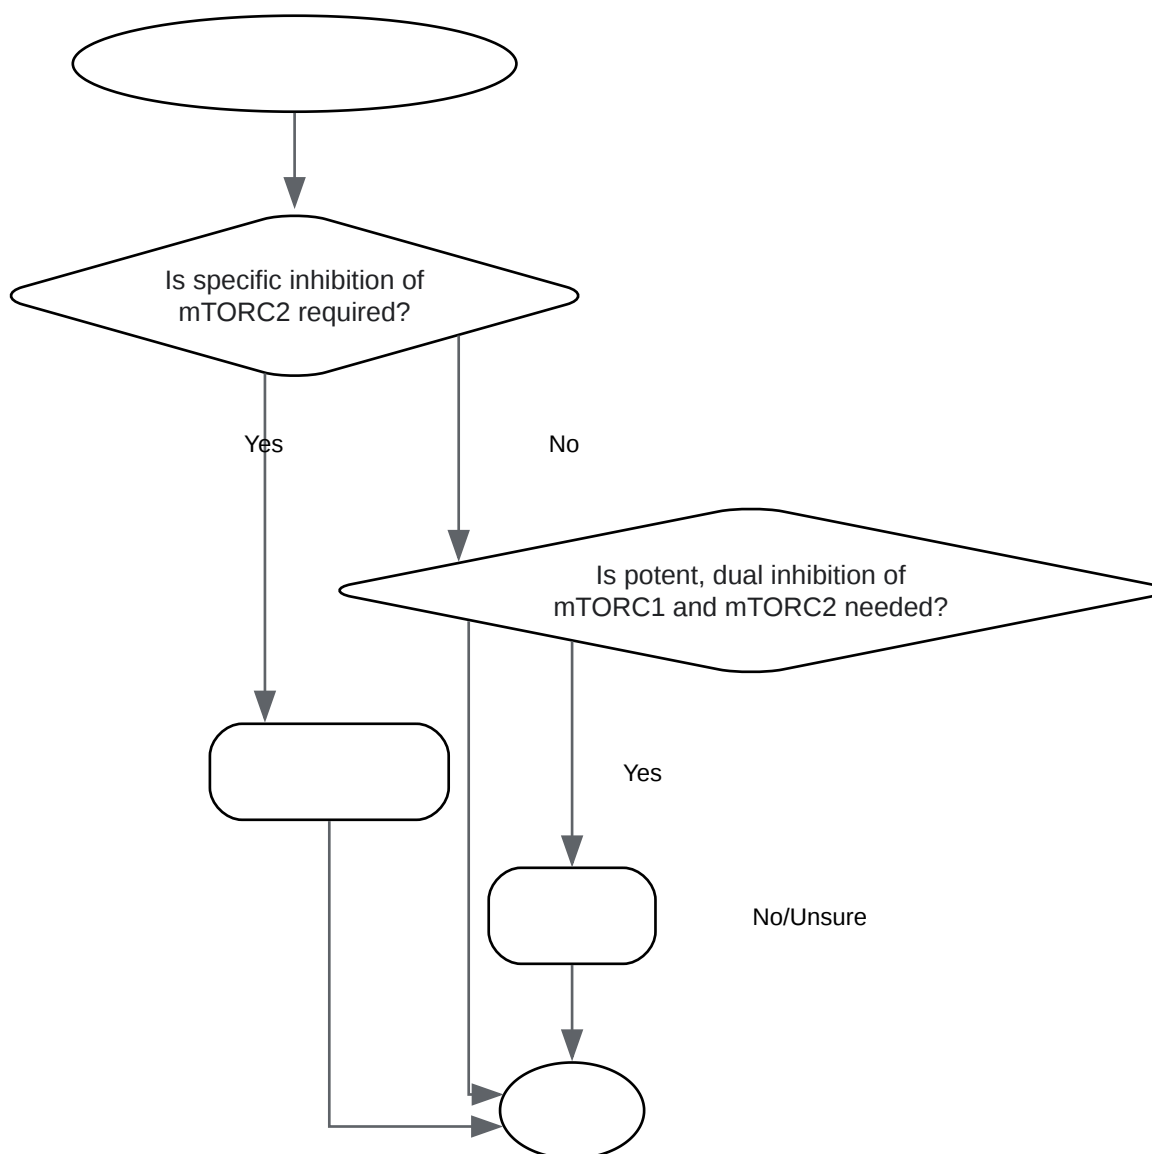 Is specific inhibition of
mTORC2 required?
Yes
No
Is potent, dual inhibition of
mTORC1 and mTORC2 needed?
Yes
No/Unsure